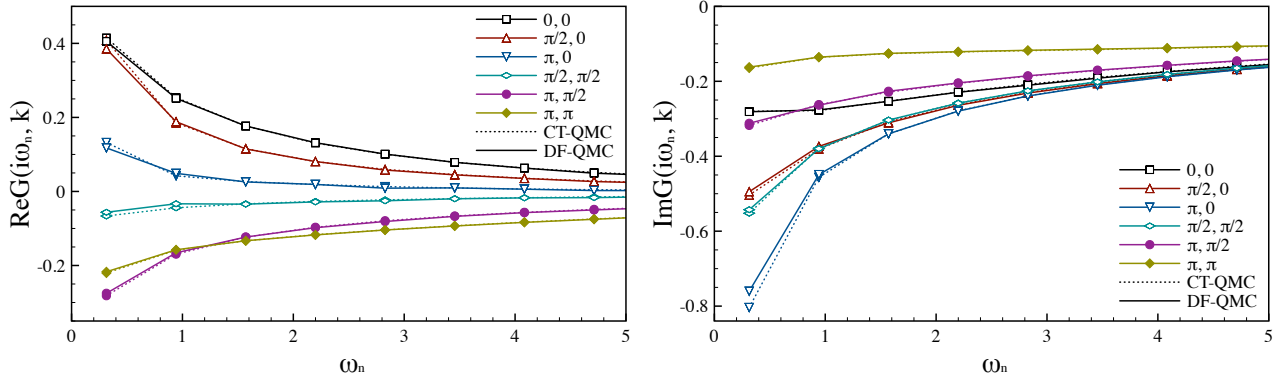 ReG(iωn, k)
0.4
0.2
0
-0.2
0, 0
π/2, 0
π, 0
π/2, π/2
π, π/2
π, π
CT-QMC
DF-QMC
0 1 2 3 4 5
ωn
ImG(iωn, k)
0
-0.2
-0.4
-0.6
-0.8
0, 0
π/2, 0
π, 0
π/2, π/2
π, π/2
π, π
CT-QMC
DF-QMC
0 1 2 3 4 5
ωn